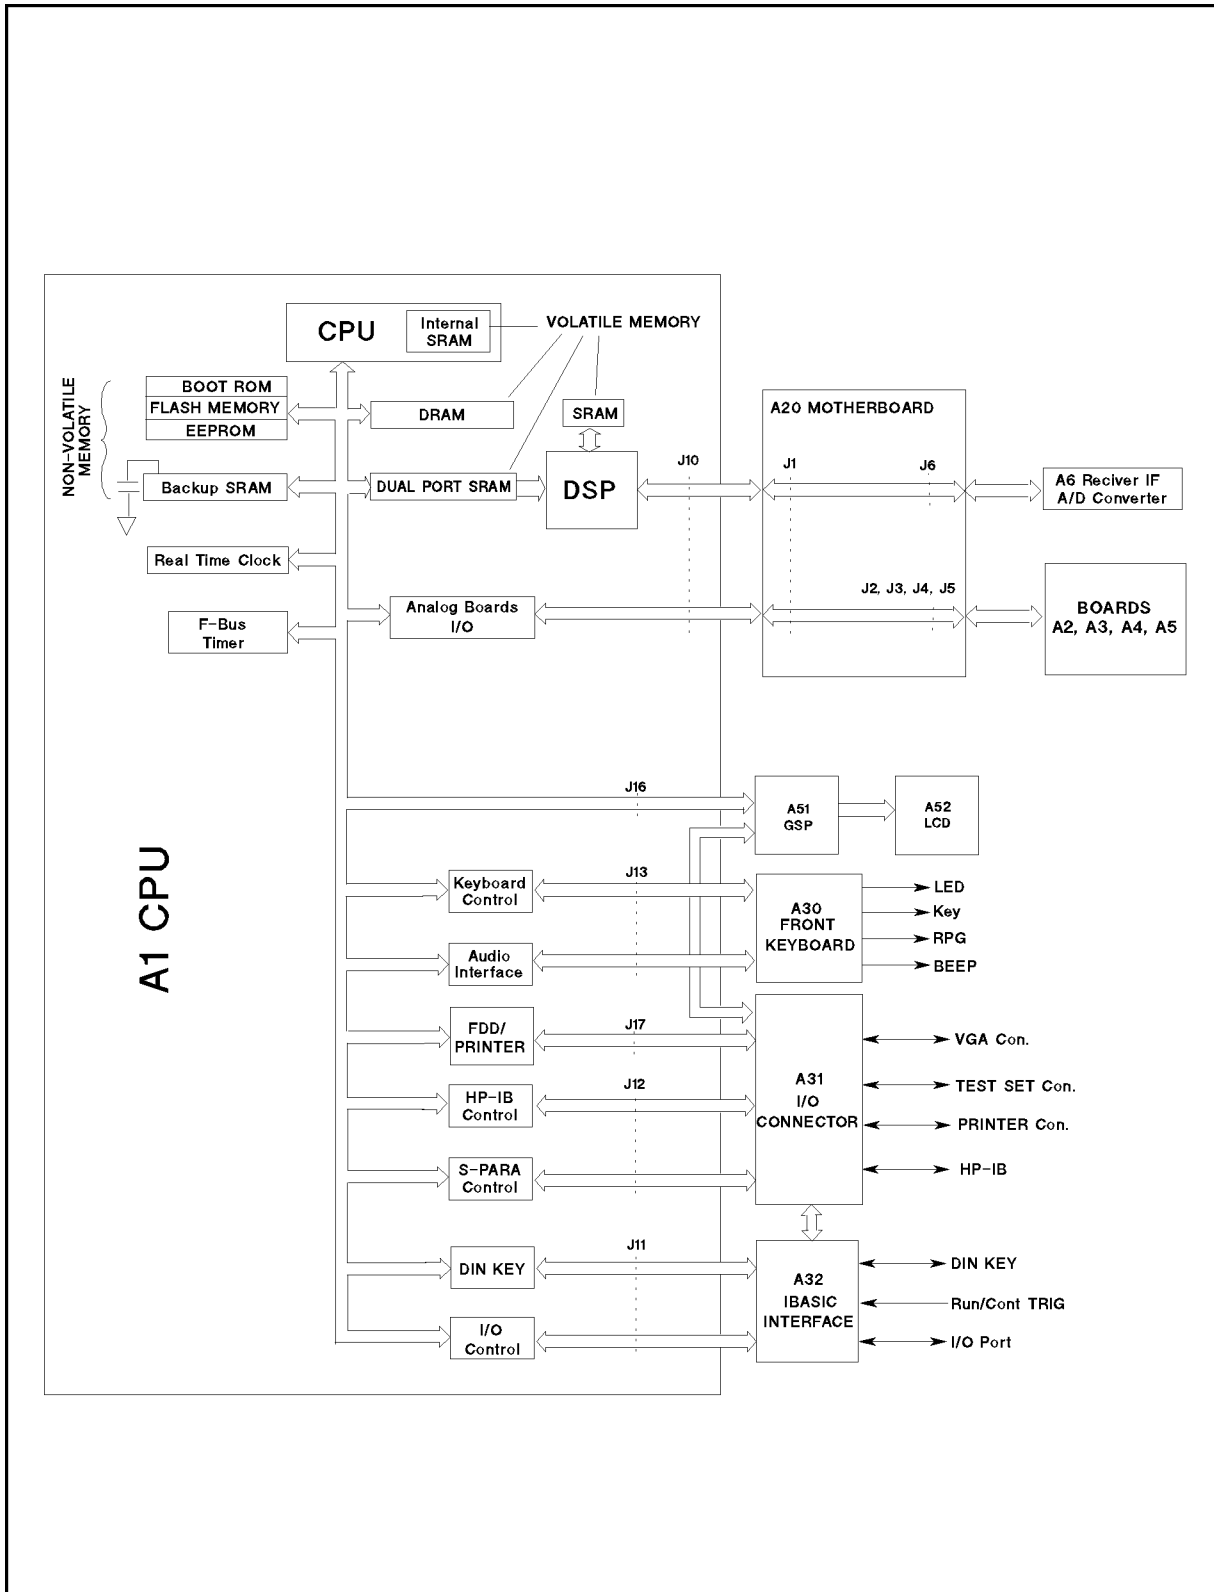 CPU
Internal
SRAM
VOLATILE MEMORY
NON-VOLATILE
MEMORY
BOOT ROM
FLASH MEMORY
EEPROM
DRAM
SRAM
A20 MOTHERBOARD
Backup SRAM
DUAL PORT SRAM
DSP
J10
J1
J6
A6 Reciver IF
A/D Converter
Real Time Clock
F-Bus
Timer
Analog Boards
I/O
J2, J3, J4, J5
BOARDS
A2, A3, A4, A5
J16
A51
GSP
A52
LCD
A1 CPU
Keyboard
Control
J13
A30
FRONT
KEYBOARD
LED
Key
RPG
BEEP
Audio
Interface
FDD/
PRINTER
J17
HP-IB
Control
J12
S-PARA
Control
A31
I/O
CONNECTOR
VGA Con.
TEST SET Con.
PRINTER Con.
HP-IB
DIN KEY
J11
I/O
Control
A32
IBASIC
INTERFACE
DIN KEY
Run/Cont TRIG
I/O Port